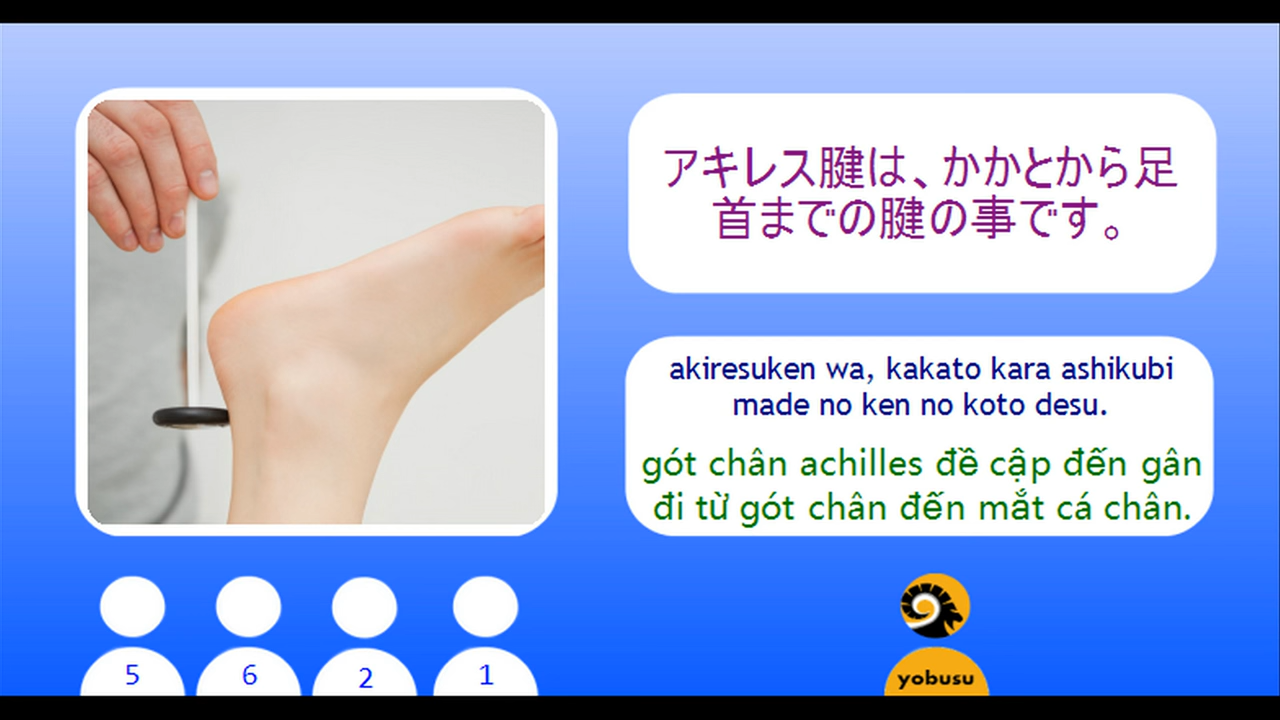 アキレス腱は、かかとから足
首までの腱の事です。
akiresuken wa, kakato kara ashikubi
made no ken no koto desu.
gót chân achilles đề cập đến gân
đi từ gót chân đến mắt cá chân.
5
6
2
1
yobusu